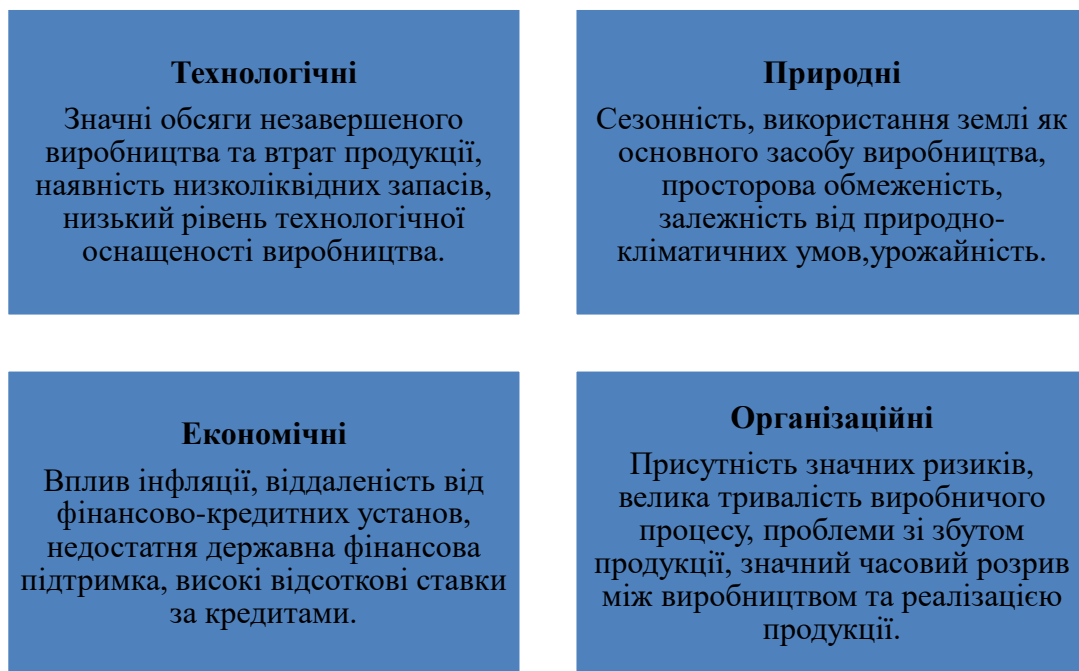 Технологічні
Значні обсяги незавершеного
виробництва та втрат продукції,
наявність низколіквідних запасів,
низький рівень технологічної
оснащеності виробництва.
Природні
Сезонність, використання землі як
основного засобу виробництва,
просторова обмеженість,
залежність від природно-
кліматичних умов,урожайність.
Економічні
Вплив інфляції, віддаленість від
фінансово-кредитних установ,
недостатня державна фінансова
підтримка, високі відсоткові ставки
за кредитами.
Організаційні
Присутність значних ризиків,
велика тривалість виробничого
процесу, проблеми зі збутом
продукції, значний часовий розрив
між виробництвом та реалізацією
продукції.